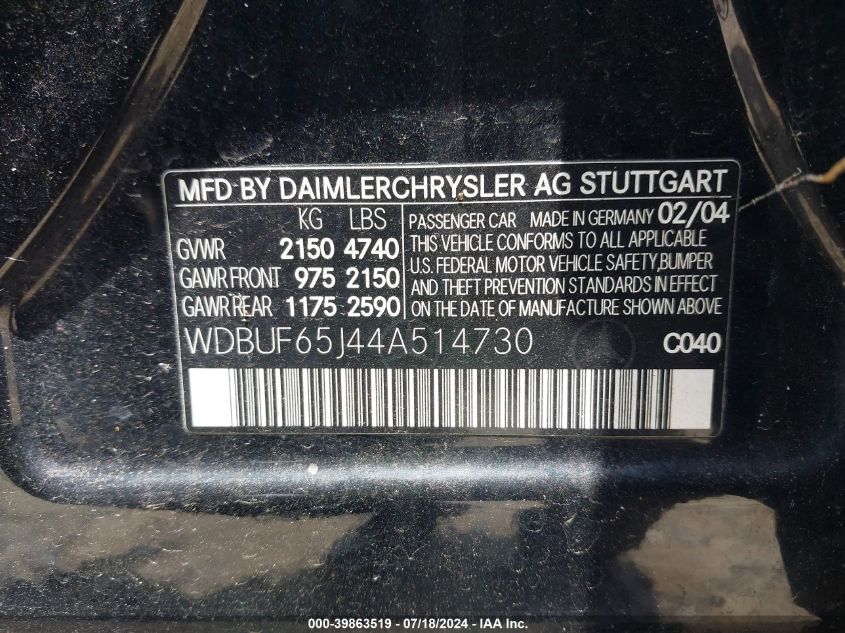 MFD BY DAIMLERCHRYSLER AG STUTTGART
KG LBS
GVWR 2150 4740
GAWR FRONT 975 2150
GAWR REAR 1175 2590
PASSENGER CAR MADE IN GERMANY 02/04
THIS VEHICLE CONFORMS TO ALL APPLICABLE
U.S. FEDERAL MOTOR VEHICLE SAFETY,BUMPER
AND THEFT PREVENTION STANDARDS IN EFFECT
ON THE DATE OF MANUFACTURE SHOWN ABOVE
WDBUF65J44A514730 C040
000-39863519 - 07/18/2024 - IAA Inc.